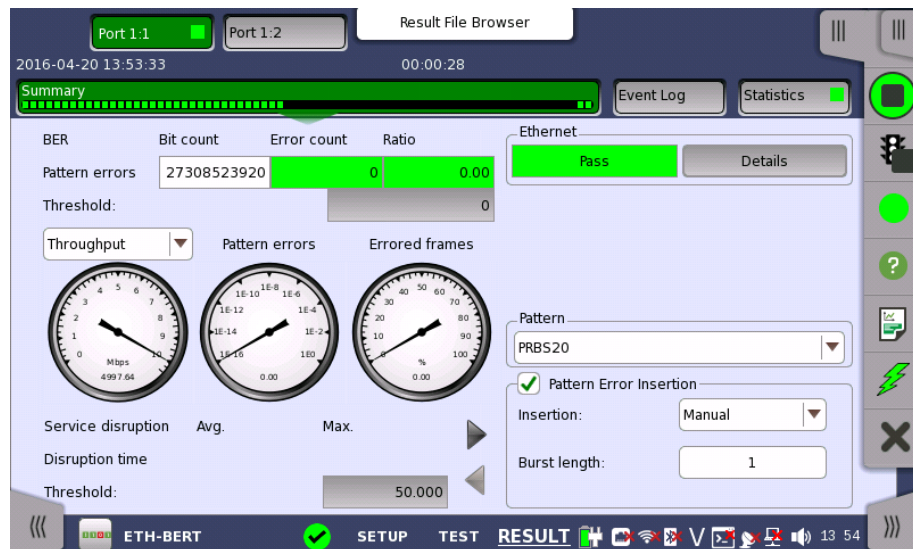 Port 1:1 Port 1:2 Result File Browser
2016-04-20 13:53:33 00:00:28
Summary Event Log Statistics
BER Bit count Error count Ratio
Pattern errors 27308523920 0 0.00
Threshold: 0
Ethernet
Pass Details
Throughput Pattern errors Errored frames
0 1 2 3 4 5 6 7 8 9 10
Mbps
4997.64
1E-16 1E-14 1E-12 1E-10 1E-8 1E-6 1E-4 1E-2 1E0
0.00
0 10 20 30 40 50 60 70 80 90 100
%
0.00
Pattern
PRBS20
Pattern Error Insertion
Insertion: Manual
Burst length: 1
Service disruption Avg. Max.
Disruption time
Threshold: 50.000
ETH-BERT SETUP TEST RESULT V 13 54